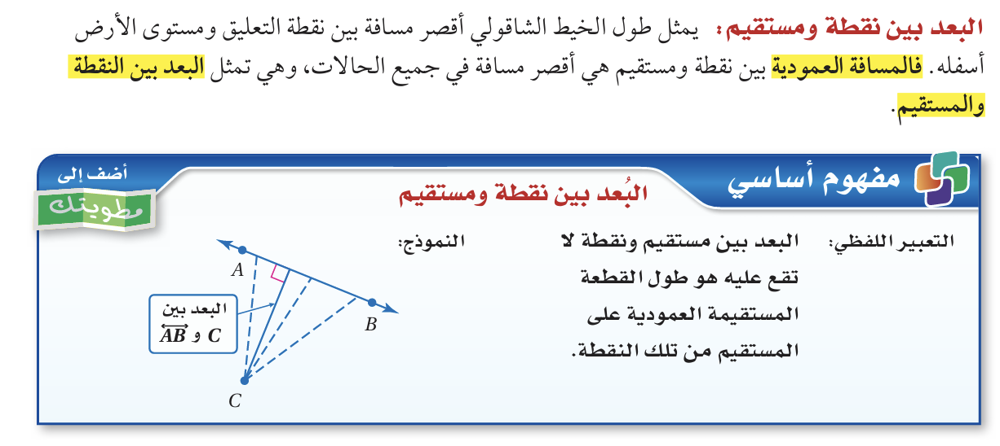 البعد بين نقطة ومستقيم: يمثل طول الخيط الشاقولي أقصر مسافة بين نقطة التعليق ومستوى الأرض
أسفله. فالمسافة العمودية بين نقطة ومستقيم هي أقصر مسافة في جميع الحالات، وهي تمثل البعد بين النقطة
والمستقيم.
مفهوم أساسي
أضف إلى
مطويتك
البُعد بين نقطة ومستقيم
التعبير اللفظي:
البعد بين مستقيم ونقطة لا
تقع عليه هو طول القطعة
المستقيمة العمودية على
المستقيم من تلك النقطة.
النموذج:
A
B
البعد بين
C و AB
C